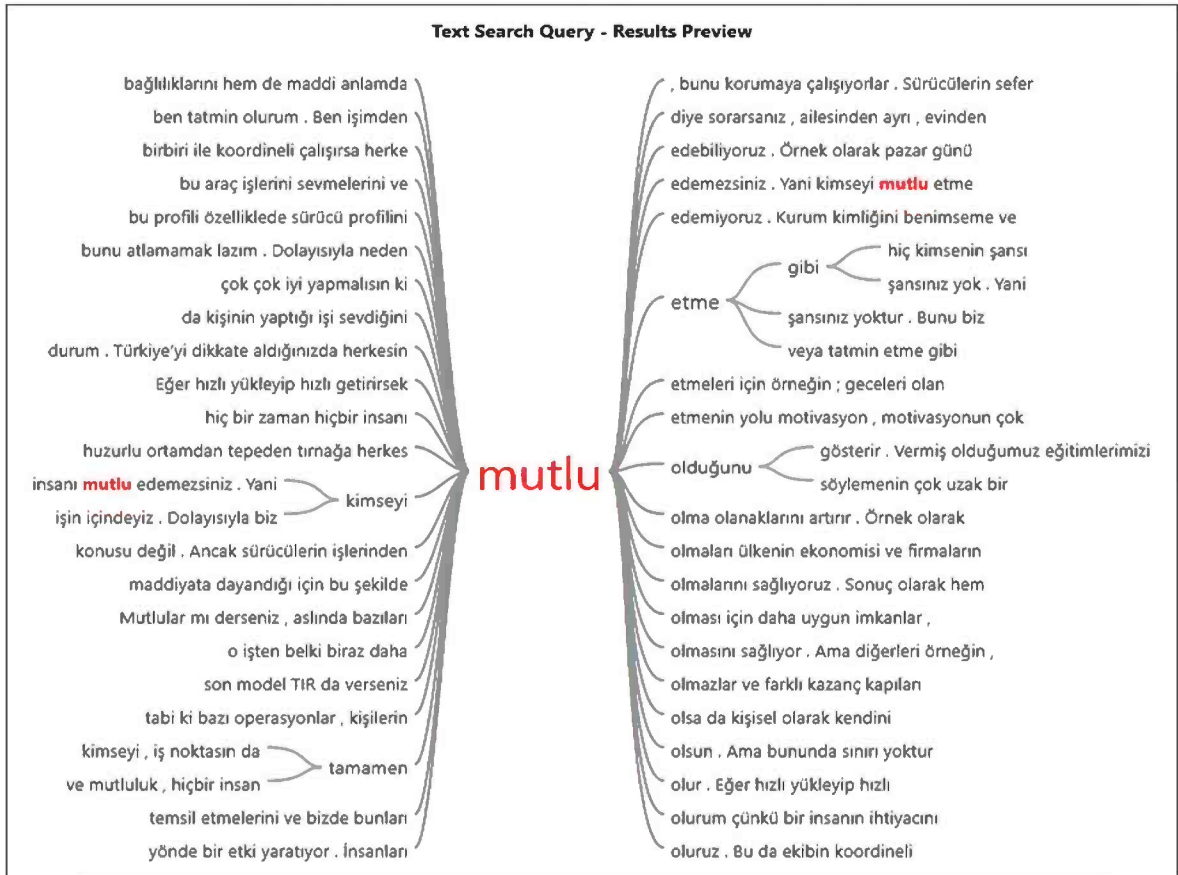 Text Search Query - Results Preview
bağlılıklarını hem de maddi anlamda
ben tatmin olurum . Ben işimden
birbiri ile koordineli çalışırsa herke
bu araç işlerini sevmelerini ve
bu profili özelliklede sürücü profilini
bunu atlamamak lazım . Dolayısıyla neden
çok çok iyi yapmalısın ki
da kişinin yaptığı işi sevdiğini
durum . Türkiye'yi dikkate aldığınızda herkesin
Eğer hızlı yükleyip hızlı getirirsek
hiç bir zaman hiçbir insanı
huzurlu ortamdan tepeden tırnağa herkes
insanı mutlu edemezsiniz . Yani
işin içindeyiz . Dolayısıyla biz
kimseyi
konusu değil . Ancak sürücülerin işlerinden
maddiyata dayandığı için bu şekilde
Mutlular mı derseniz , aslında bazıları
o işten belki biraz daha
son model TIR da verseniz
tabi ki bazı operasyonlar , kişilerin
kimseyi , iş noktasın da
ve mutluluk , hiçbir insan
tamamen
temsil etmelerini ve bizde bunları
yönde bir etki yaratıyor . İnsanları
mutlu
, bunu korumaya çalışıyorlar . Sürücülerin sefer
diye sorarsanız , ailesinden ayrı , evinden
edebiliyoruz . Örnek olarak pazar günü
edemezsiniz . Yani kimseyi mutlu etme
edemiyoruz . Kurum kimliğini benimseme ve
etme
gibi
hiç kimsenin şansı
şansınız yok . Yani
şansınız yoktur . Bunu biz
veya tatmin etme gibi
etmeleri için örneğin ; geceleri olan
etmenin yolu motivasyon , motivasyonun çok
olduğunu
gösterir . Vermiş olduğumuz eğitimlerimizi
söylemenin çok uzak bir
olma olanaklarını artırır . Örnek olarak
olmaları ülkenin ekonomisi ve firmaların
olmalarını sağlıyoruz . Sonuç olarak hem
olması için daha uygun imkanlar ,
olmasını sağlıyor . Ama diğerleri örneğin ,
olmazlar ve farklı kazanç kapıları
olsa da kişisel olarak kendini
olsun . Ama bununda sınırı yoktur
olur . Eğer hızlı yükleyip hızlı
olurum çünkü bir insanın ihtiyacını
oluruz . Bu da ekibin koordineli